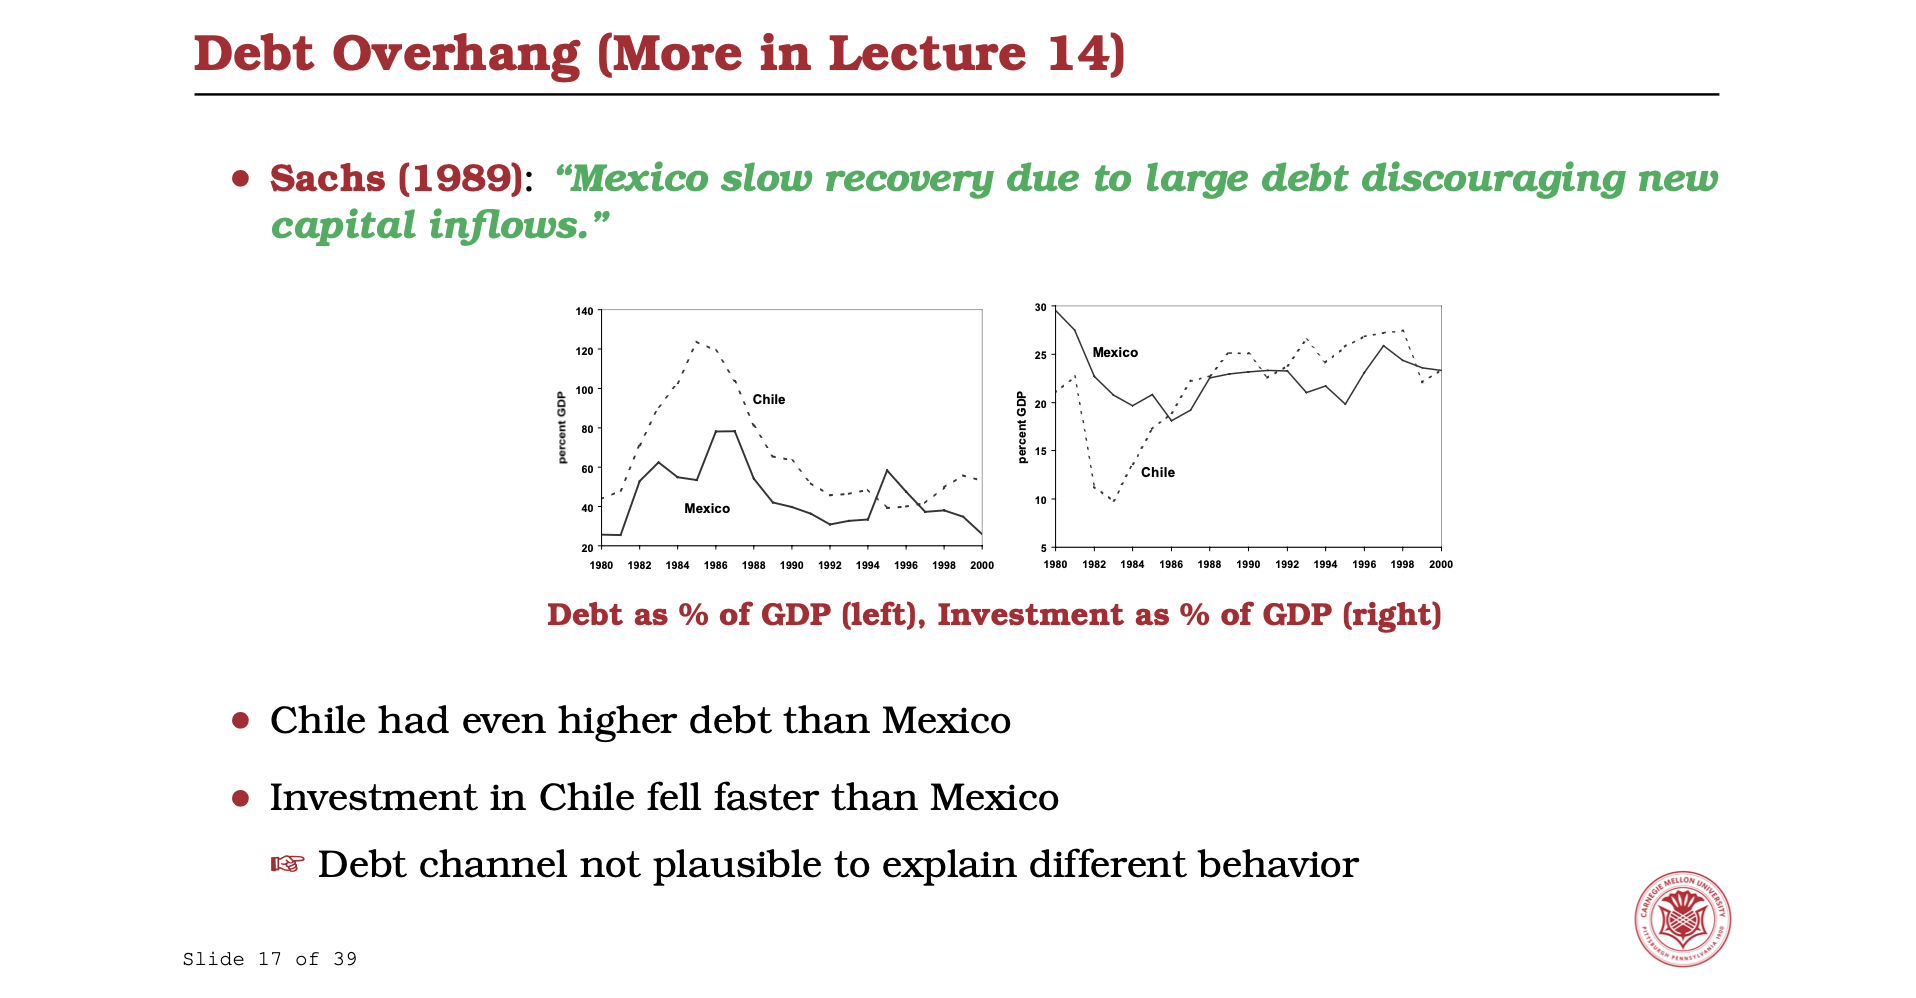 Debt Overhang (More in Lecture 14)
• Sachs (1989): “Mexico slow recovery due to large debt discouraging new
capital inflows.”
140
120
100
80
60
40
20
percent GDP
Chile
Mexico
1980 1982 1984 1986 1988 1990 1992 1994 1996 1998 2000
30
25
20
15
10
5
percent GDP
Mexico
Chile
1980 1982 1984 1986 1988 1990 1992 1994 1996 1998 2000
Debt as % of GDP (left), Investment as % of GDP (right)
• Chile had even higher debt than Mexico
• Investment in Chile fell faster than Mexico
☞ Debt channel not plausible to explain different behavior
CARNEGIE MELLON UNIVERSITY
PITTSBURGH PENNSYLVANIA 1900
Slide 17 of 39